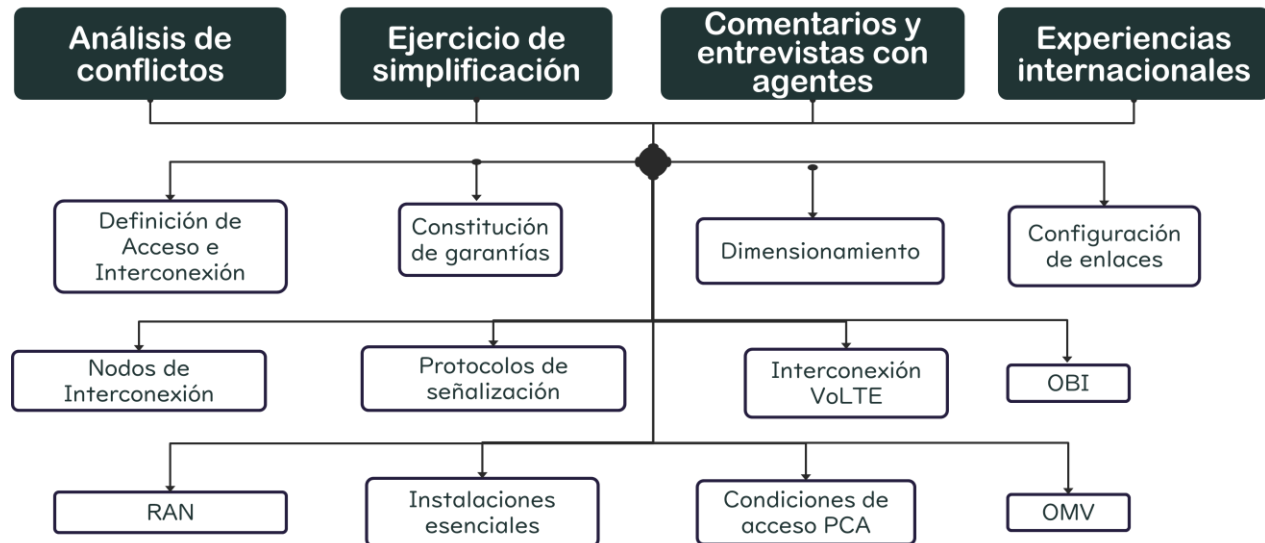 Análisis de
conflictos
Ejercicio de
simplificación
Comentarios y
entrevistas con
agentes
Experiencias
internacionales
Definición de
Acceso e
Interconexión
Constitución
de garantías
Dimensionamiento
Configuración
de enlaces
Nodos de
Interconexión
Protocolos de
señalización
Interconexión
VoLTE
OBI
RAN
Instalaciones
esenciales
Condiciones de
acceso PCA
OMV